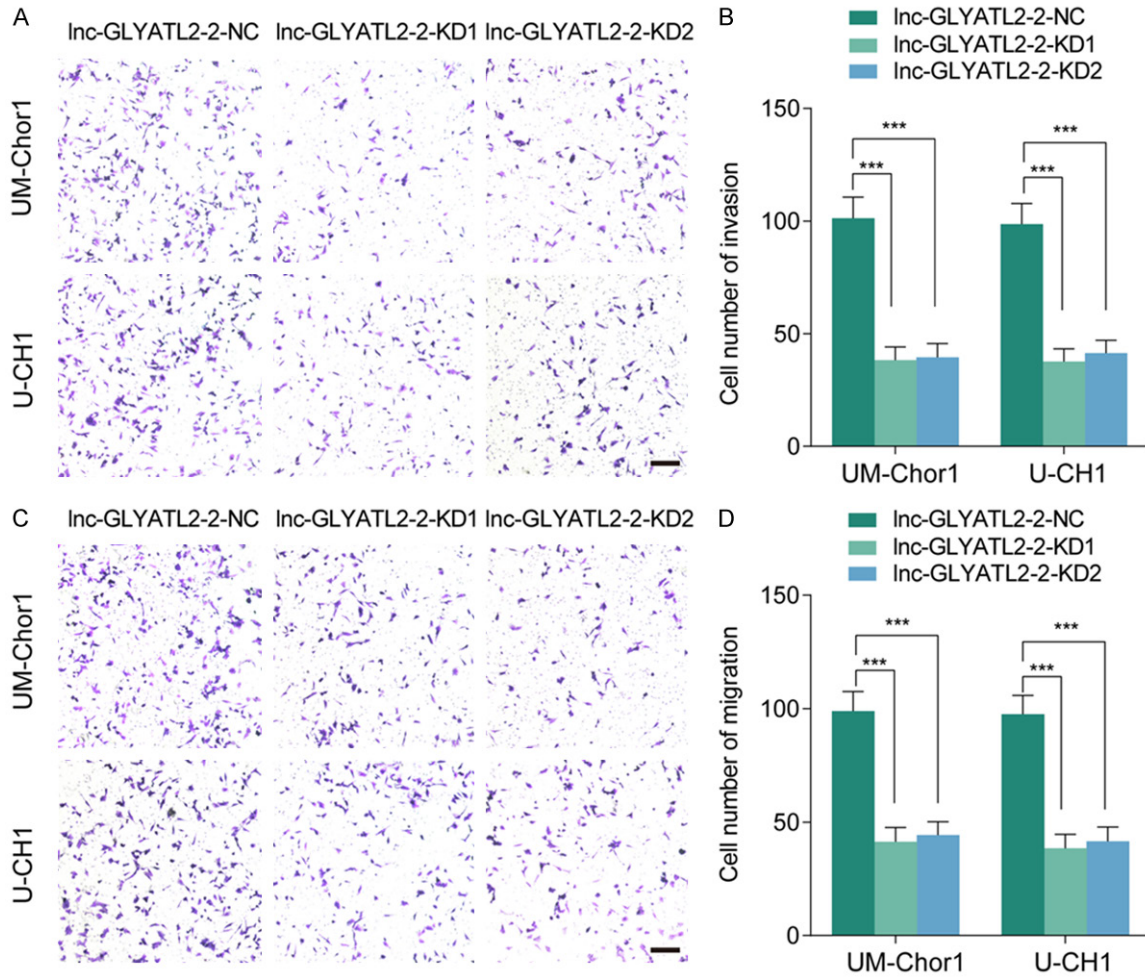 A
lnc-GLYATL2-2-NC lnc-GLYATL2-2-KD1 lnc-GLYATL2-2-KD2
UM-Chor1
U-CH1
B
lnc-GLYATL2-2-NC
lnc-GLYATL2-2-KD1
lnc-GLYATL2-2-KD2
Cell number of invasion
150
100
50
0
***
***
***
***
UM-Chor1 U-CH1
C
lnc-GLYATL2-2-NC lnc-GLYATL2-2-KD1 lnc-GLYATL2-2-KD2
UM-Chor1
U-CH1
D
lnc-GLYATL2-2-NC
lnc-GLYATL2-2-KD1
lnc-GLYATL2-2-KD2
Cell number of migration
150
100
50
0
***
***
***
***
UM-Chor1 U-CH1